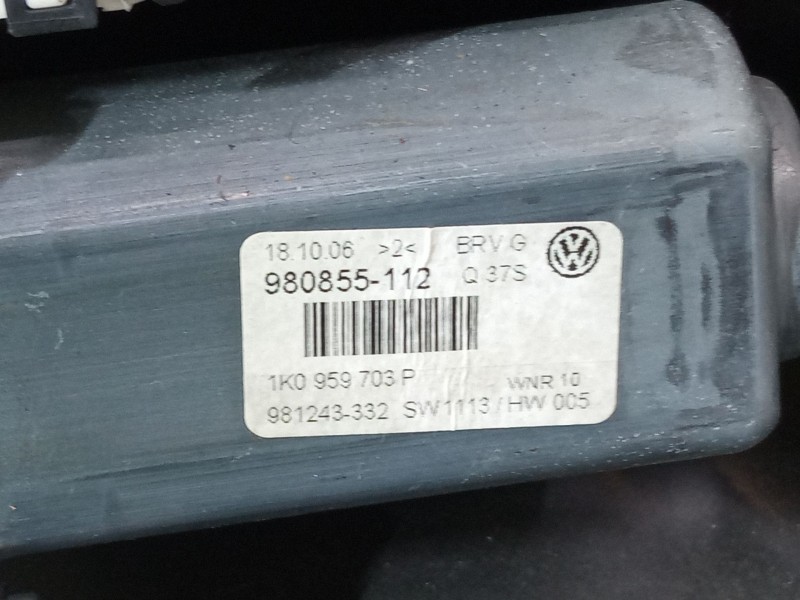 18.10.06 >2< BRV G
980855-112 Q 37S
1K0 959 703 P WNR 10
981243-332 SW1113 / HW 005